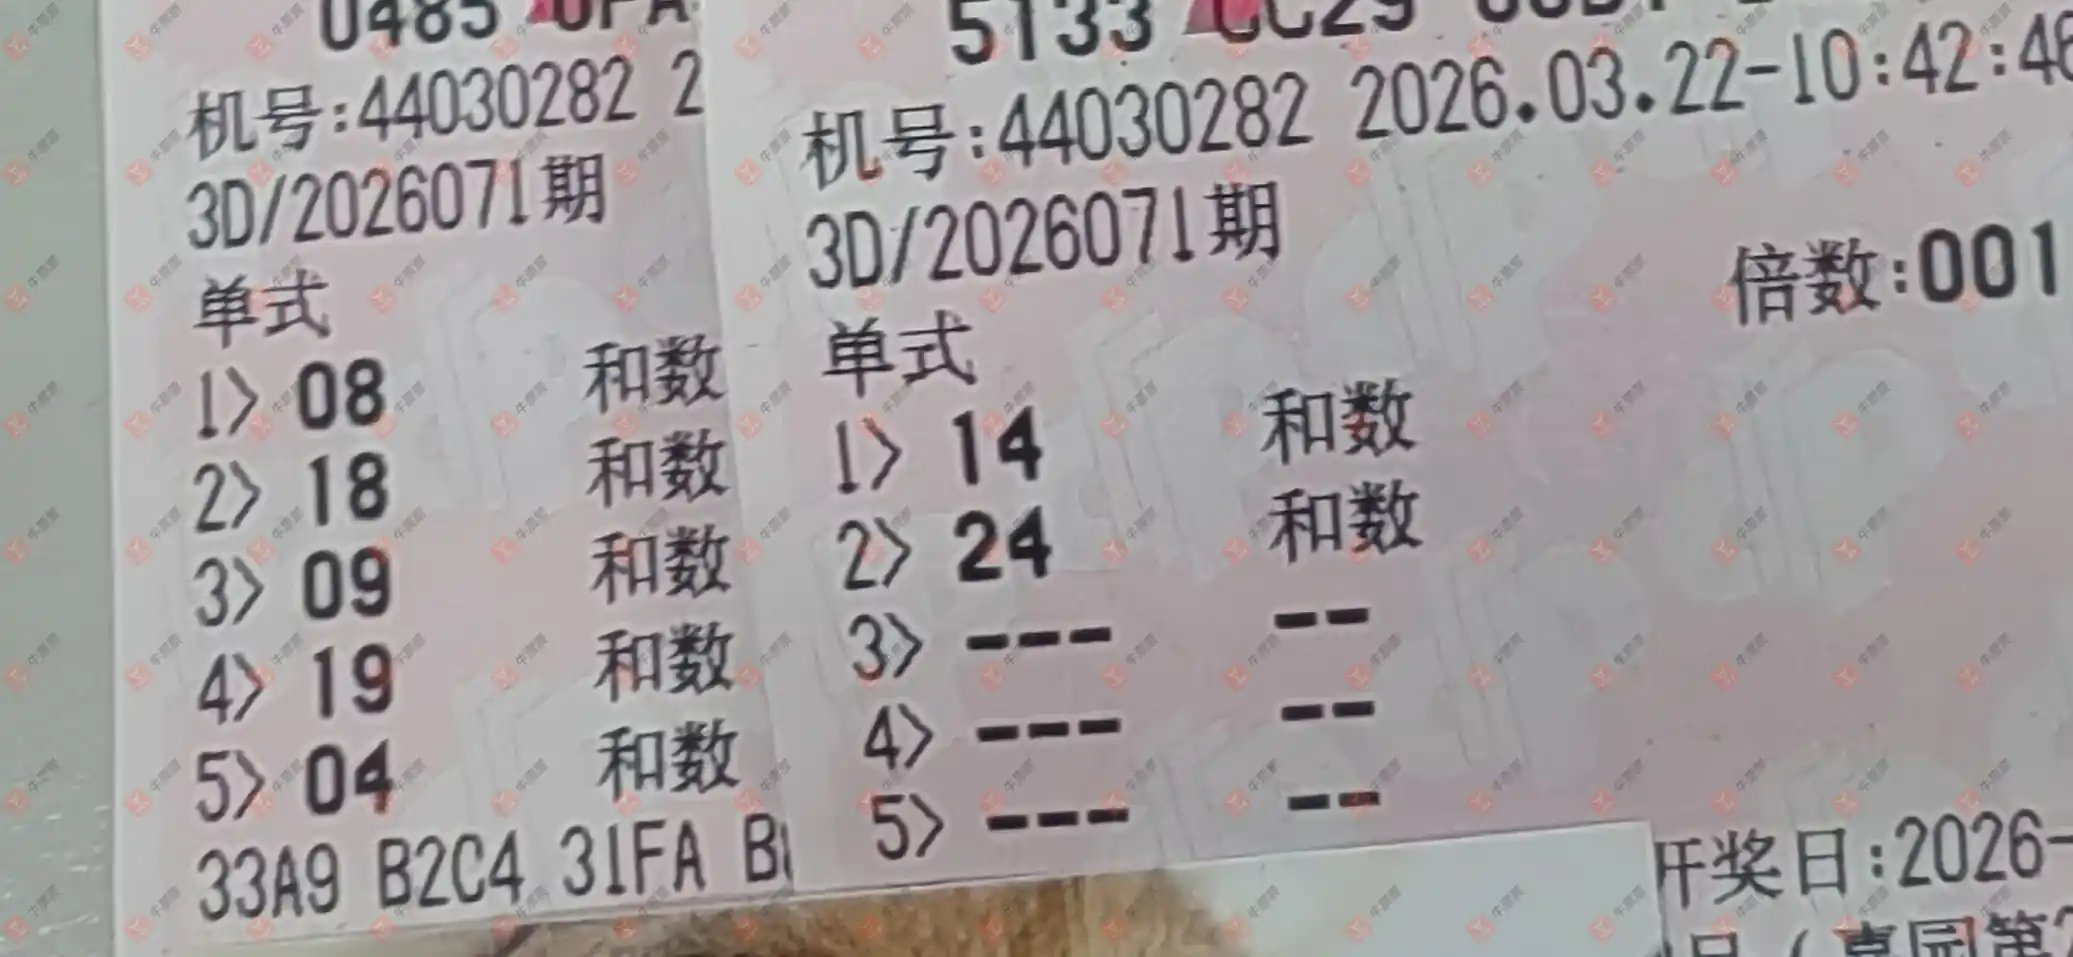 0485
机号:44030282 2
3D/2026071期
单式
1> 08 和数
2> 18 和数
3> 09 和数
4> 19 和数
5> 04 和数
33A9 B2C4 31FA B
5133 CC29
机号:44030282 2026.03.22-10:42:46
3D/2026071期
倍数:001
单式
1> 14 和数
2> 24 和数
3> --- --
4> --- --
5> --- --
开奖日:2026-